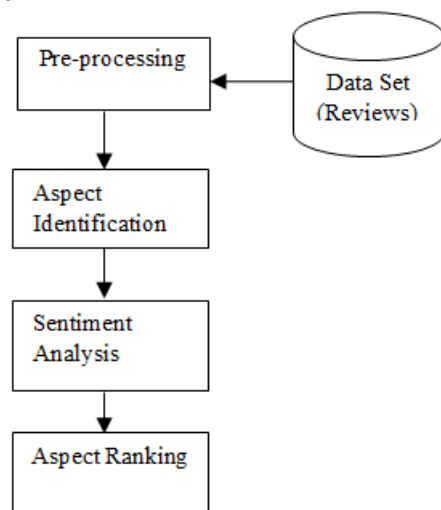 Pre-processing
Data Set
(Reviews)
Aspect
Identification
Sentiment
Analysis
Aspect Ranking